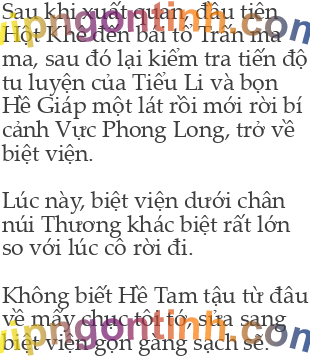 Sau khi xuất quan, đầu tiên
Hột Khê đến bái tổ Trấn ma
ma, sau đó lại kiểm tra tiến độ
tu luyện của Tiểu Li và bọn
Hề Giáp một lát rồi mới rời bí
cảnh Vực Phong Long, trở về
biệt viện.
Lúc này, biệt viện dưới chân
núi Thương khác biệt rất lớn
so với lúc cô rời đi.
Không biết Hề Tam tậu từ đâu
về mấy chục tôi tớ, sửa sang
biệt viện gọn gàng sạch sẽ